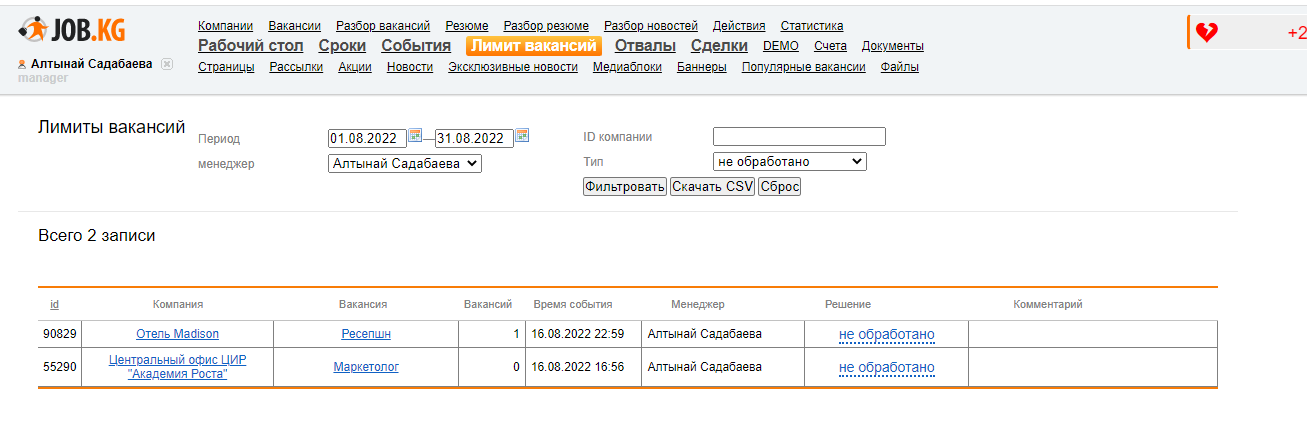 JOB.KG
Компании Вакансии Разбор вакансий Резюме Разбор резюме Разбор новостей Действия Статистика
Рабочий стол Сроки События Лимит вакансий Отвалы Сделки DEMO Счета Документы
Страницы Рассылки Акции Новости Эксклюзивные новости Медиаблоки Баннеры Популярные вакансии Файлы
Алтынай Садабаева
manager
+2
Лимиты вакансий
Период 01.08.2022 — 31.08.2022 ID компании
менеджер Алтынай Садабаева Тип не обработано
Фильтровать Скачать CSV Сброс
Всего 2 записи
id Компания Вакансия Вакансий Время события Менеджер Решение Комментарий
90829 Отель Madison Ресепшн 1 16.08.2022 22:59 Алтынай Садабаева не обработано
55290 Центральный офис ЦИР "Академия Роста" Маркетолог 0 16.08.2022 16:56 Алтынай Садабаева не обработано